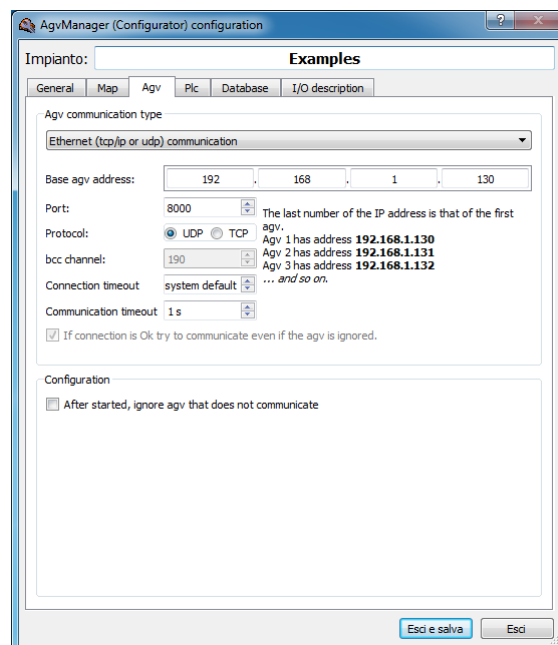 AgvManager (Configurator) configuration
Impianto: Examples
General Map Agv Plc Database I/O description
Agv communication type
Ethernet (tcp/ip or udp) communication
Base agv address: 192 . 168 . 1 . 130
Port: 8000
The last number of the IP address is that of the first
agv.
Protocol: UDP TCP
Agv 1 has address 192.168.1.130
Agv 2 has address 192.168.1.131
bcc channel: 190
Agv 3 has address 192.168.1.132
... and so on.
Connection timeout system default
Communication timeout 1 s
If connection is Ok try to communicate even if the agv is ignored.
Configuration
After started, ignore agv that does not communicate
Esci e salva Esci